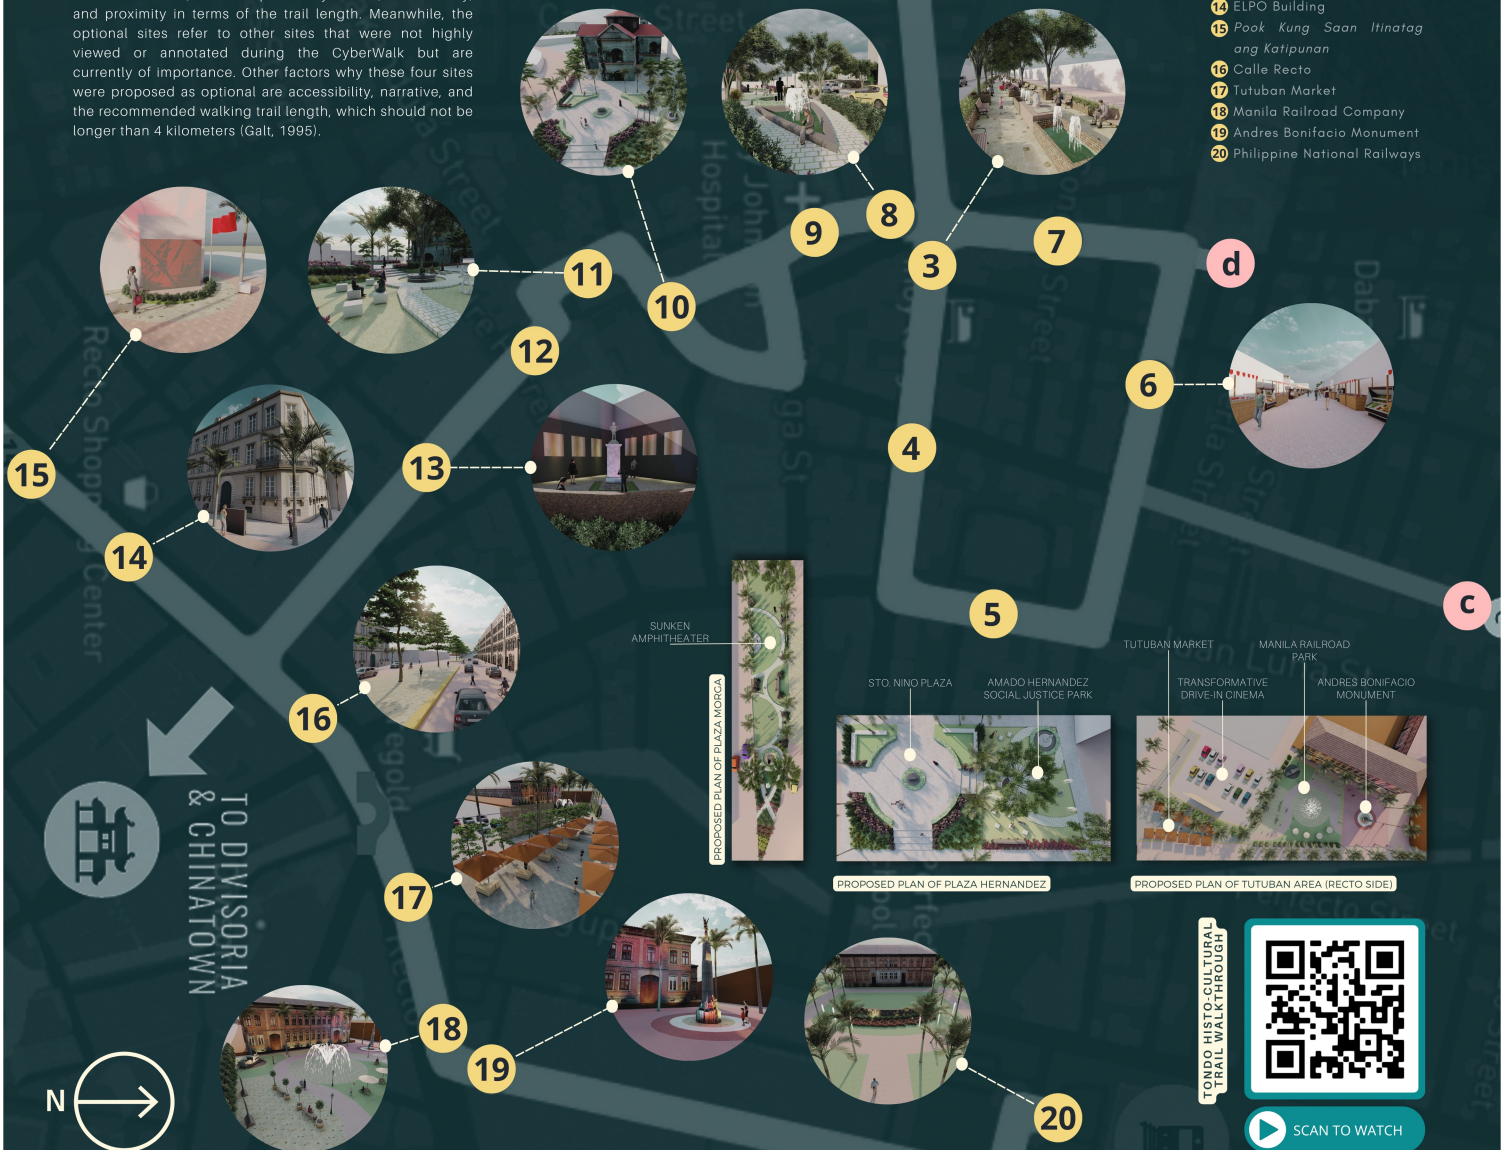 and proximity in terms of the trail length. Meanwhile, the
optional sites refer to other sites that were not highly
viewed or annotated during the CyberWalk but are
currently of importance. Other factors why these four sites
were proposed as optional are accessibility, narrative, and
the recommended walking trail length, which should not be
longer than 4 kilometers (Galt, 1995).
14 ELPO Building
15 Pook Kung Saan Itinatag
ang Katipunan
16 Calle Recto
17 Tutuban Market
18 Manila Railroad Company
19 Andres Bonifacio Monument
20 Philippine National Railways
Street
Street
Hospital
Recto Shopping Center
8
9
3
7
d
11
10
12
6
4
15
13
14
5
c
16
17
18
19
20
SUNKEN
AMPHITHEATER
PROPOSED PLAN OF PLAZA MORGA
STO. NINO PLAZA
AMADO HERNANDEZ
SOCIAL JUSTICE PARK
PROPOSED PLAN OF PLAZA HERNANDEZ
TUTUBAN MARKET
MANILA RAILROAD
PARK
TRANSFORMATIVE
DRIVE-IN CINEMA
ANDRES BONIFACIO
MONUMENT
PROPOSED PLAN OF TUTUBAN AREA (RECTO SIDE)
TO DIVISORIA
& CHINATOWN
N
TONDO HISTO-CULTURAL
TRAIL WALKTHROUGH
SCAN TO WATCH